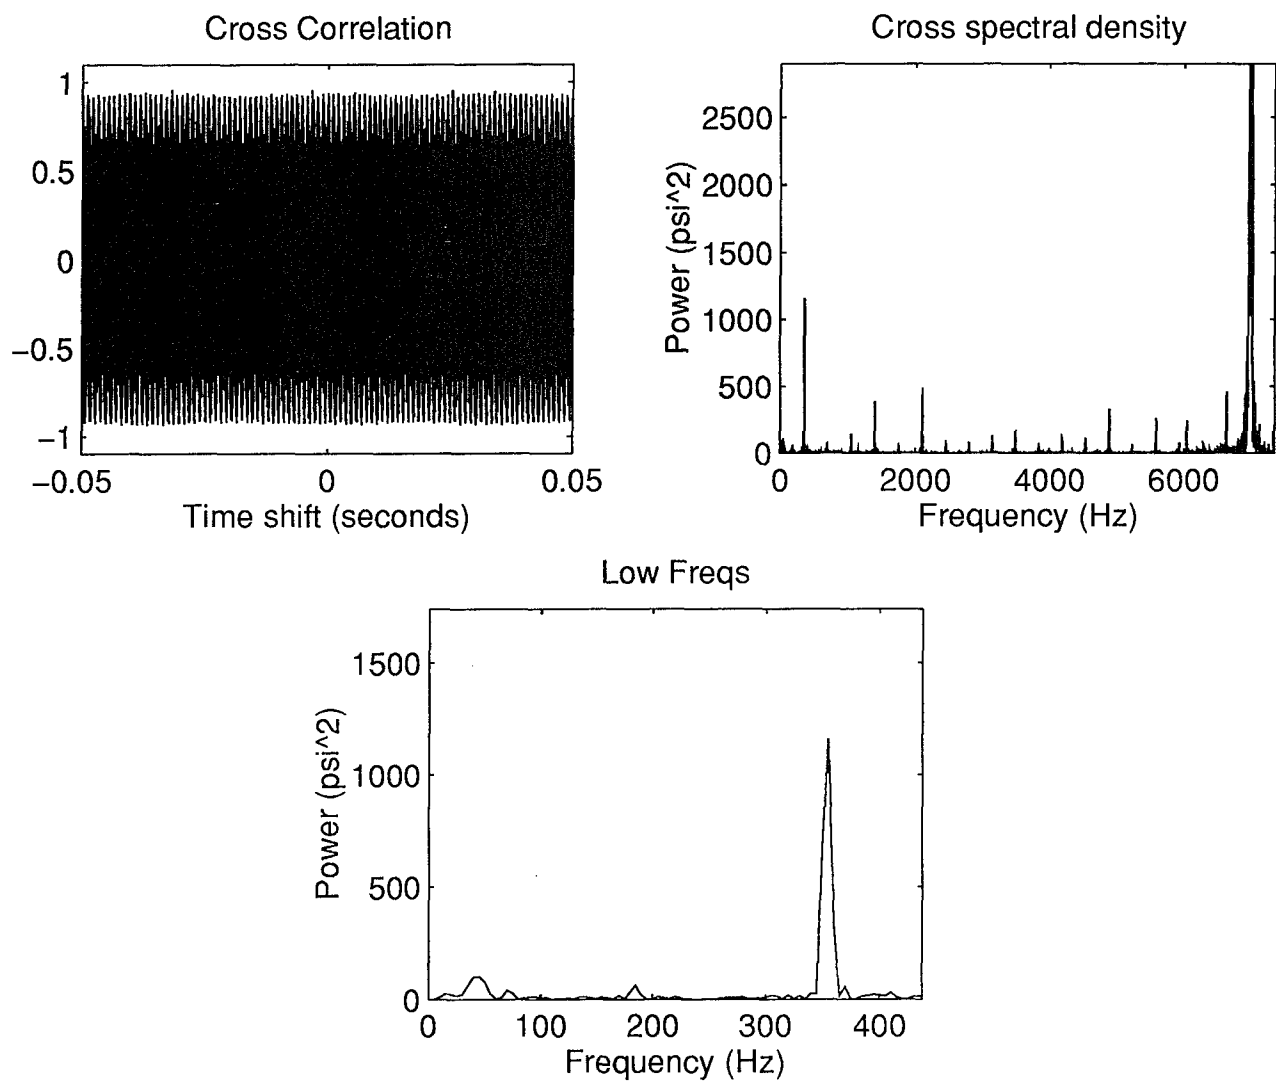 Cross Correlation
1
0.5
0
−0.5
−1
−0.05 0 0.05
Time shift (seconds)
Cross spectral density
Power (psi^2)
2500
2000
1500
1000
500
0
0 2000 4000 6000
Frequency (Hz)
Low Freqs
Power (psi^2)
1500
1000
500
0
0 100 200 300 400
Frequency (Hz)